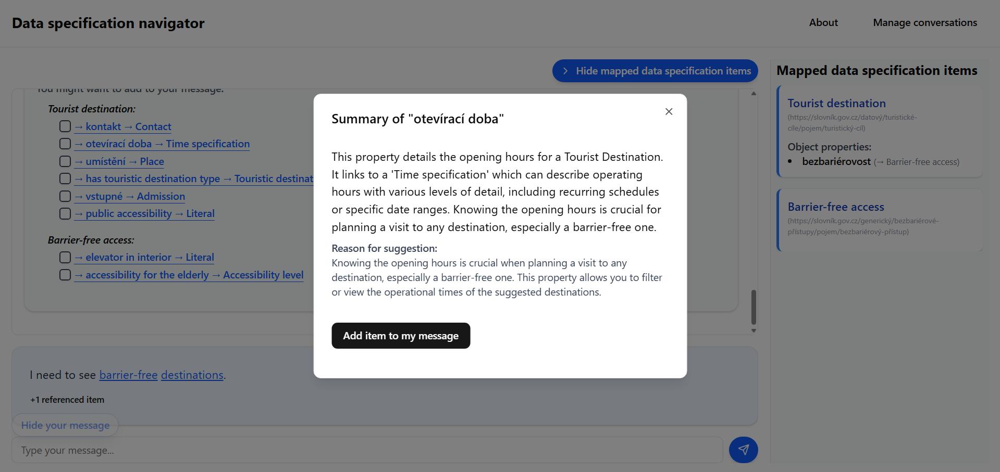 Data specification navigator
About
Manage conversations
Hide mapped data specification items
You might want to add to your message.
Tourist destination:
→ kontakt → Contact
→ otevírací doba → Time specification
→ umístění → Place
→ has touristic destination type → Touristic destinat
→ vstupné → Admission
→ public accessibility → Literal
Barrier-free access:
→ elevator in interior → Literal
→ accessibility for the elderly → Accessibility level
Summary of "otevírací doba"
This property details the opening hours for a Tourist Destination.
It links to a 'Time specification' which can describe operating
hours with various levels of detail, including recurring schedules
or specific date ranges. Knowing the opening hours is crucial for
planning a visit to any destination, especially a barrier-free one.
Reason for suggestion:
Knowing the opening hours is crucial when planning a visit to any
destination, especially a barrier-free one. This property allows you to filter
or view the operational times of the suggested destinations.
Add item to my message
I need to see barrier-free destinations.
+1 referenced item
Hide your message
Type your message...
Mapped data specification items
Tourist destination
(https://slovník.gov.cz/datový/turistické-
cíle/pojem/turistický-cíl)
Object properties:
• bezbariérovost (→ Barrier-free access)
Barrier-free access
(https://slovník.gov.cz/generický/bezbariérové-
přístupy/pojem/bezbariérový-přístup)